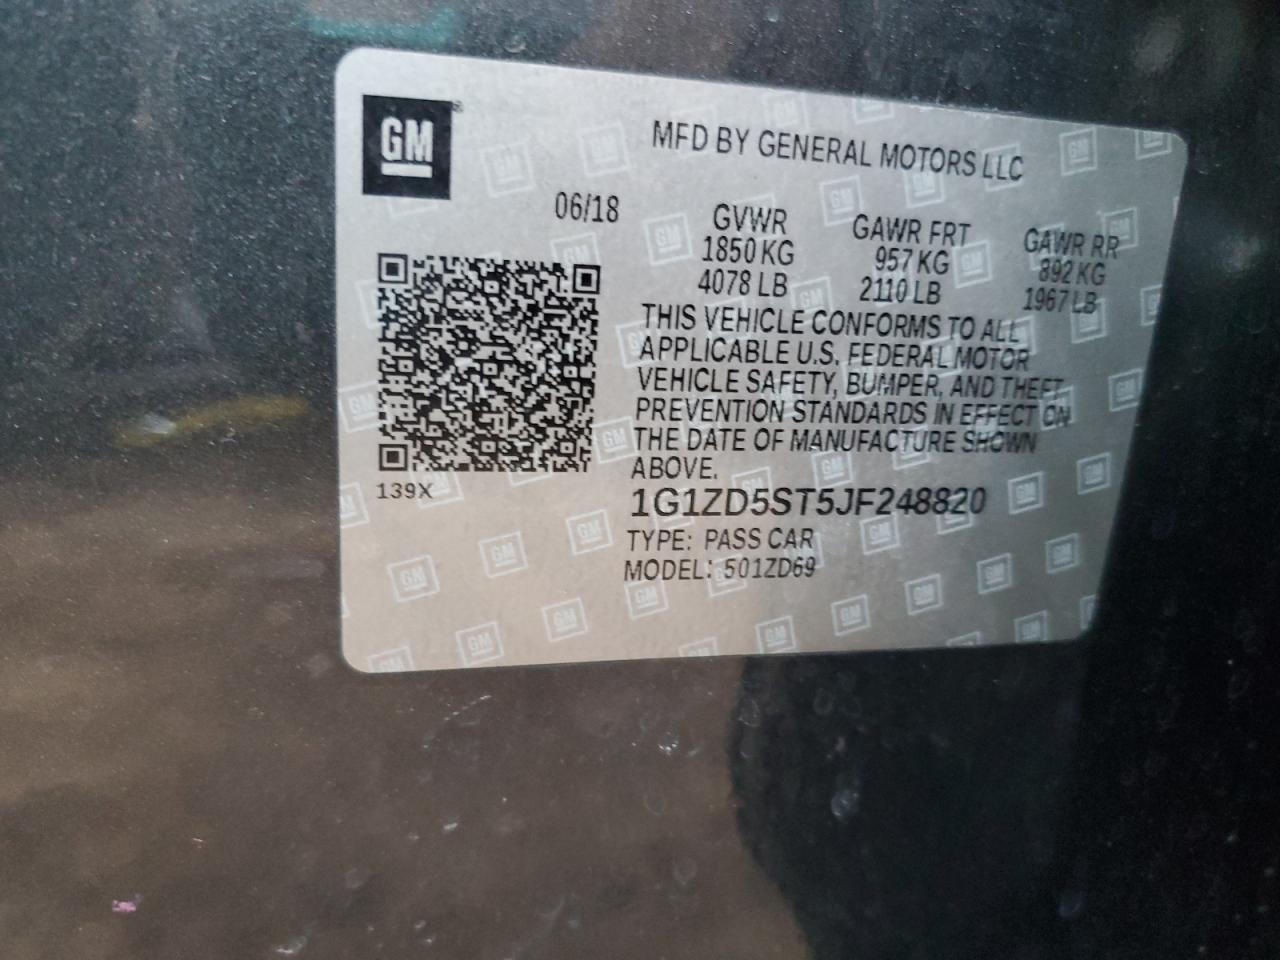 GM
MFD BY GENERAL MOTORS LLC
06/18
GVWR
1850 KG
4078 LB
GAWR FRT
957 KG
2110 LB
GAWR RR
892 KG
1967 LB
THIS VEHICLE CONFORMS TO ALL
APPLICABLE U.S. FEDERAL MOTOR
VEHICLE SAFETY, BUMPER, AND THEFT
PREVENTION STANDARDS IN EFFECT ON
THE DATE OF MANUFACTURE SHOWN
ABOVE.
139X
1G1ZD5ST5JF248820
TYPE: PASS CAR
MODEL: 501ZD69